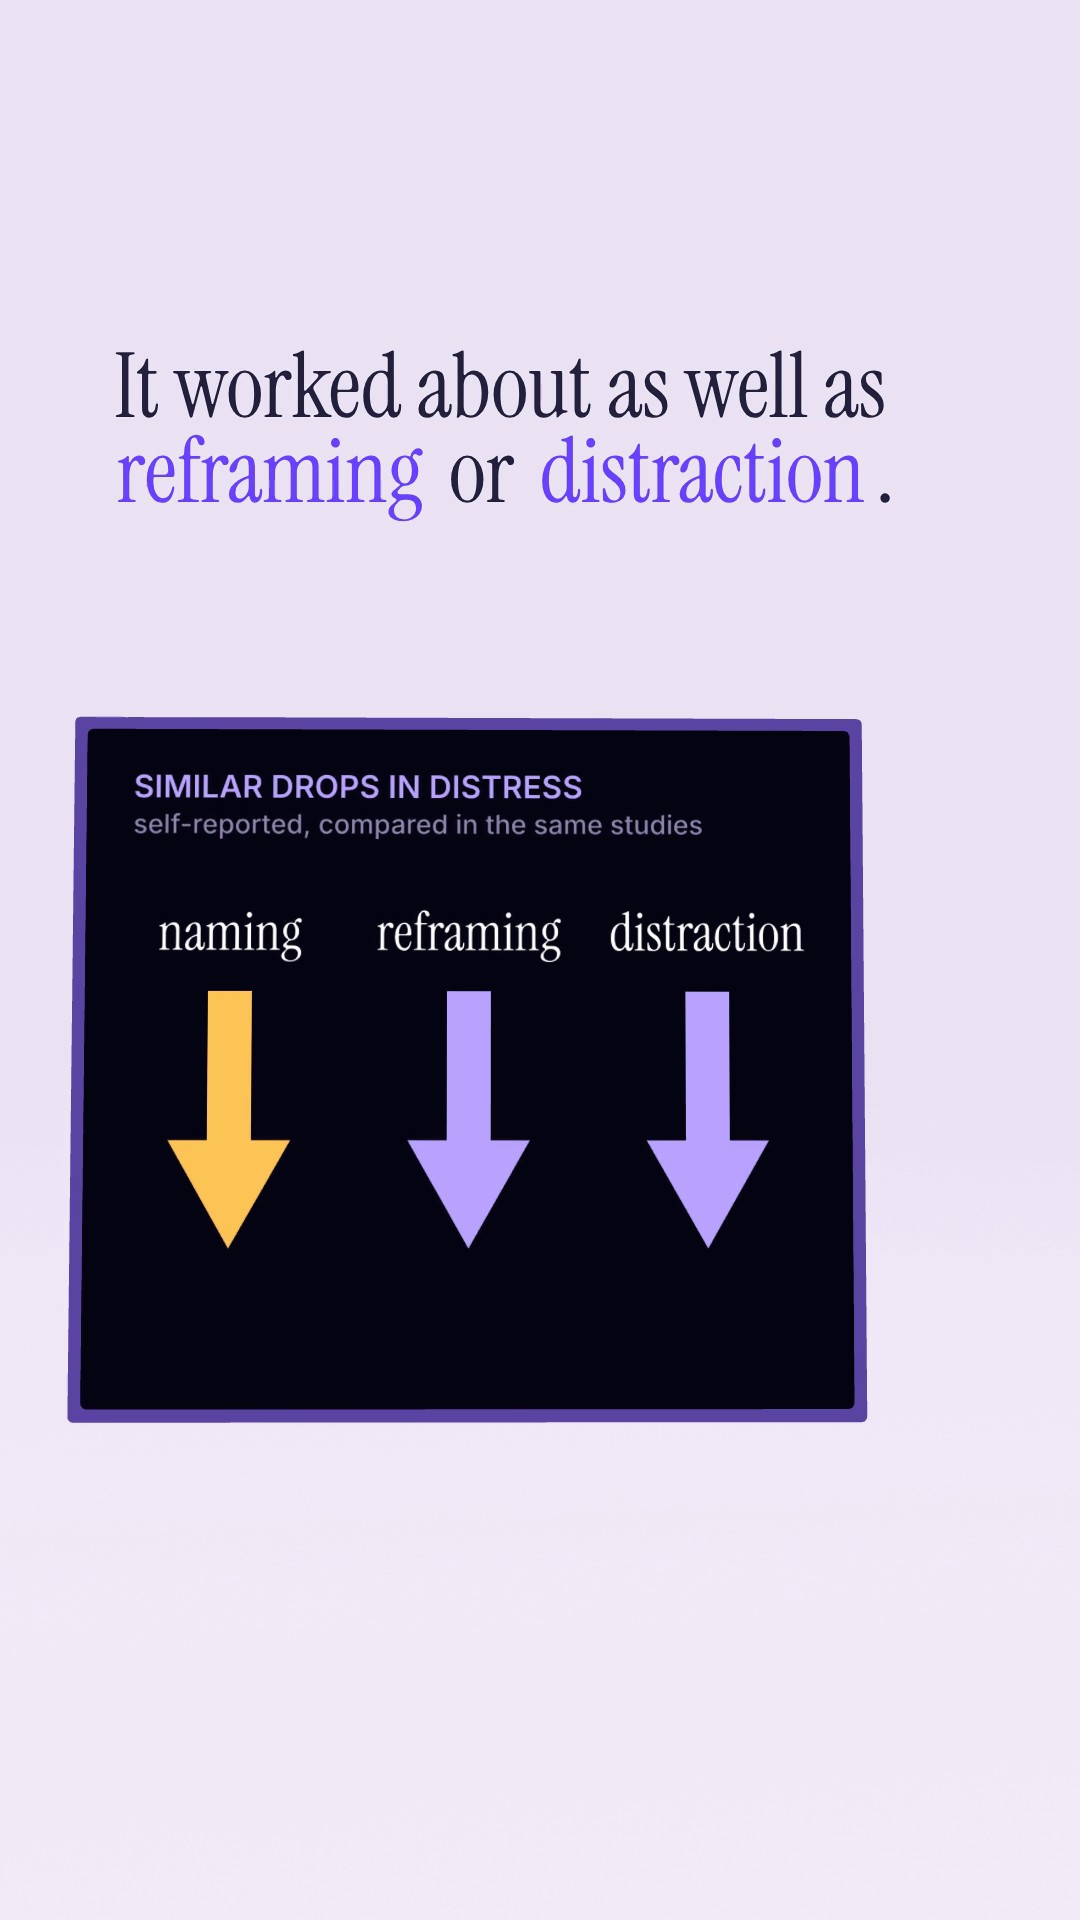 It worked about as well as
reframing or distraction.
SIMILAR DROPS IN DISTRESS
self-reported, compared in the same studies
naming reframing distraction